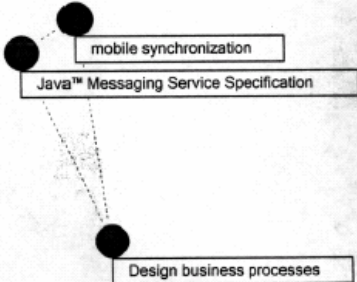 mobile synchronization
Java™ Messaging Service Specification
Design business processes